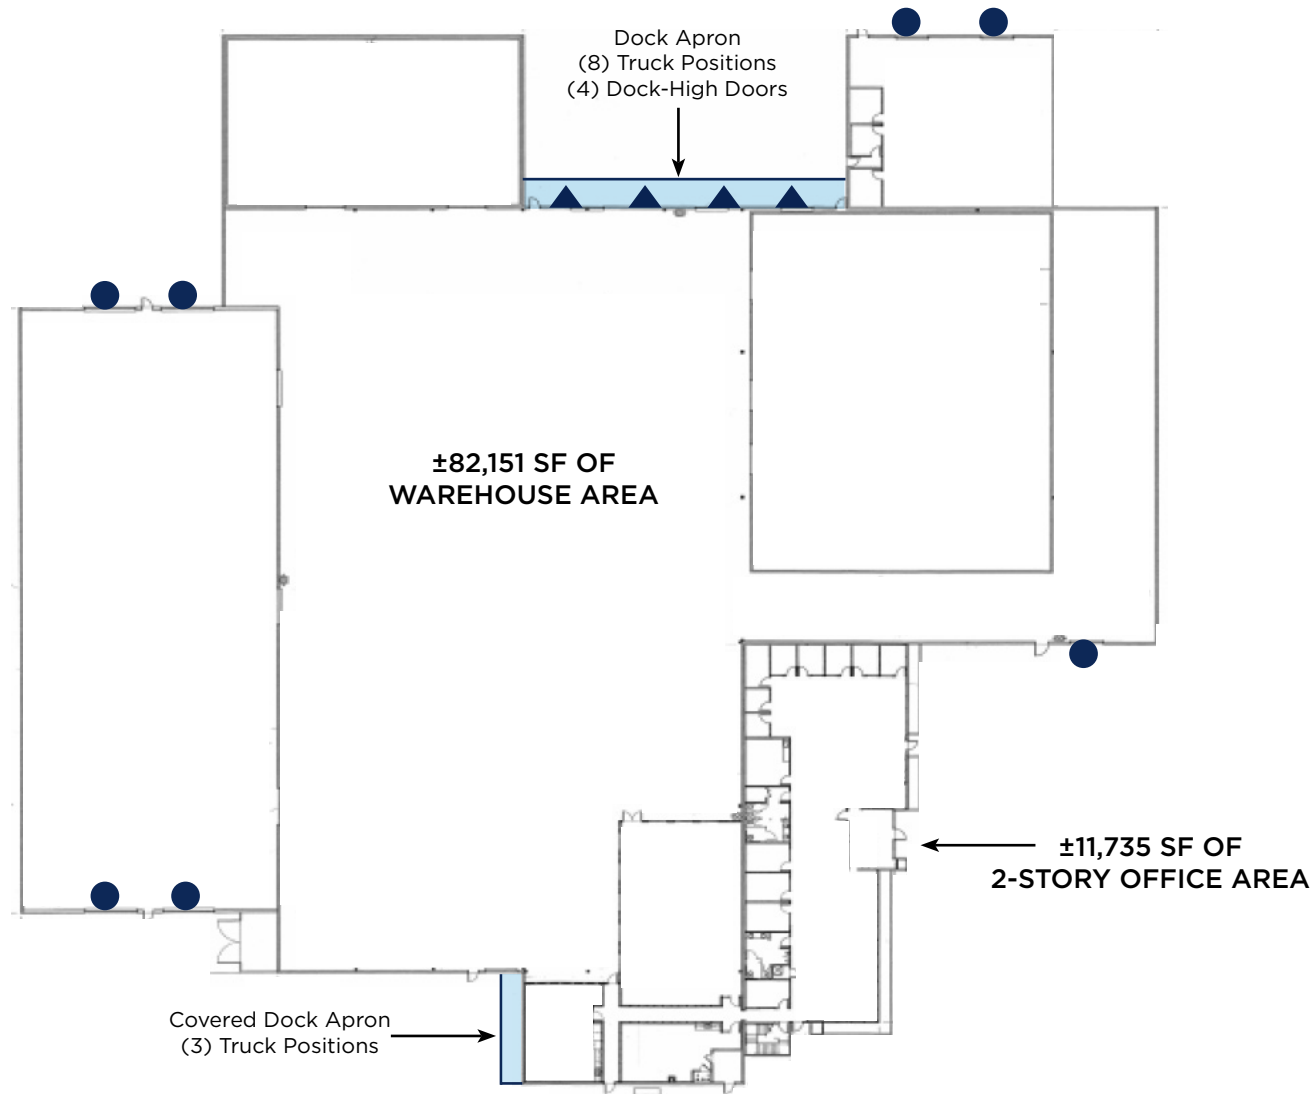 Dock Apron
(8) Truck Positions
(4) Dock-High Doors
±82,151 SF OF
WAREHOUSE AREA
±11,735 SF OF
2-STORY OFFICE AREA
Covered Dock Apron
(3) Truck Positions